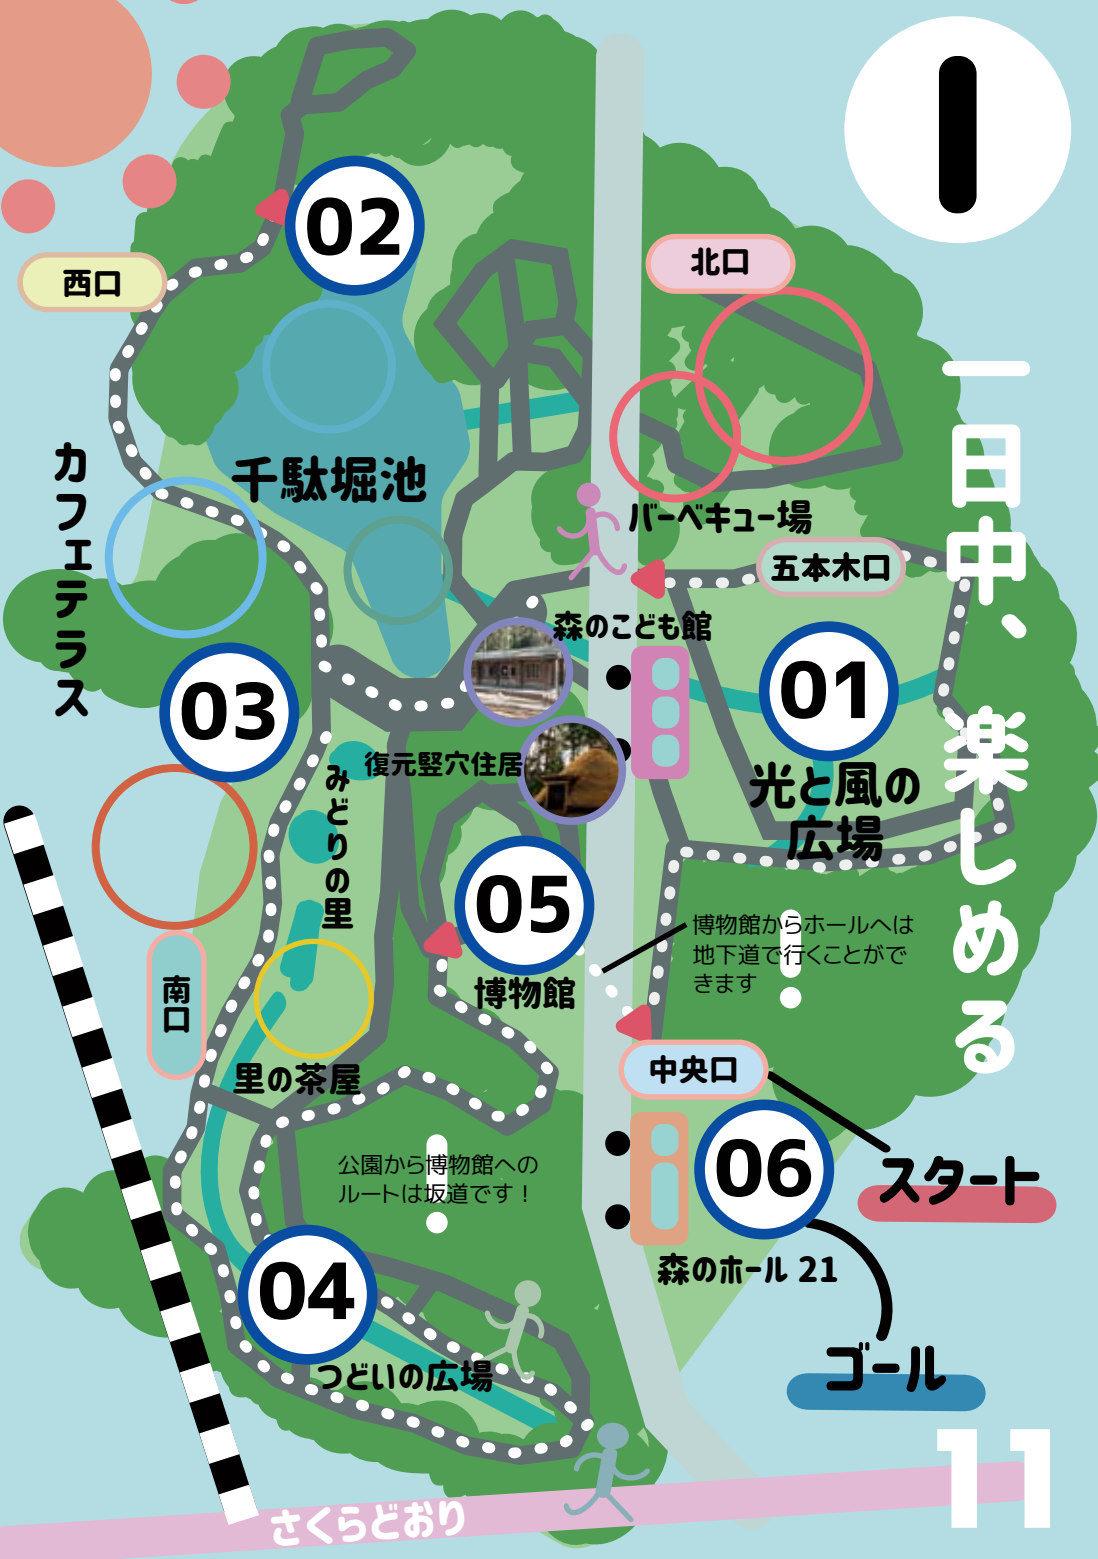 1
一日中、楽しめる
02
西口
北口
カフェテラス
千駄堀池
バーベキュー場
五本木口
森のこども館
01
03
復元竪穴住居
光と風の
広場
みどりの里
05
博物館からホールへは
地下道で行くことがで
きます
博物館
南口
中央口
里の茶屋
06
スタート
公園から博物館への
ルートは坂道です！
04
森のホール 21
ゴール
つどいの広場
さくらどおり
11